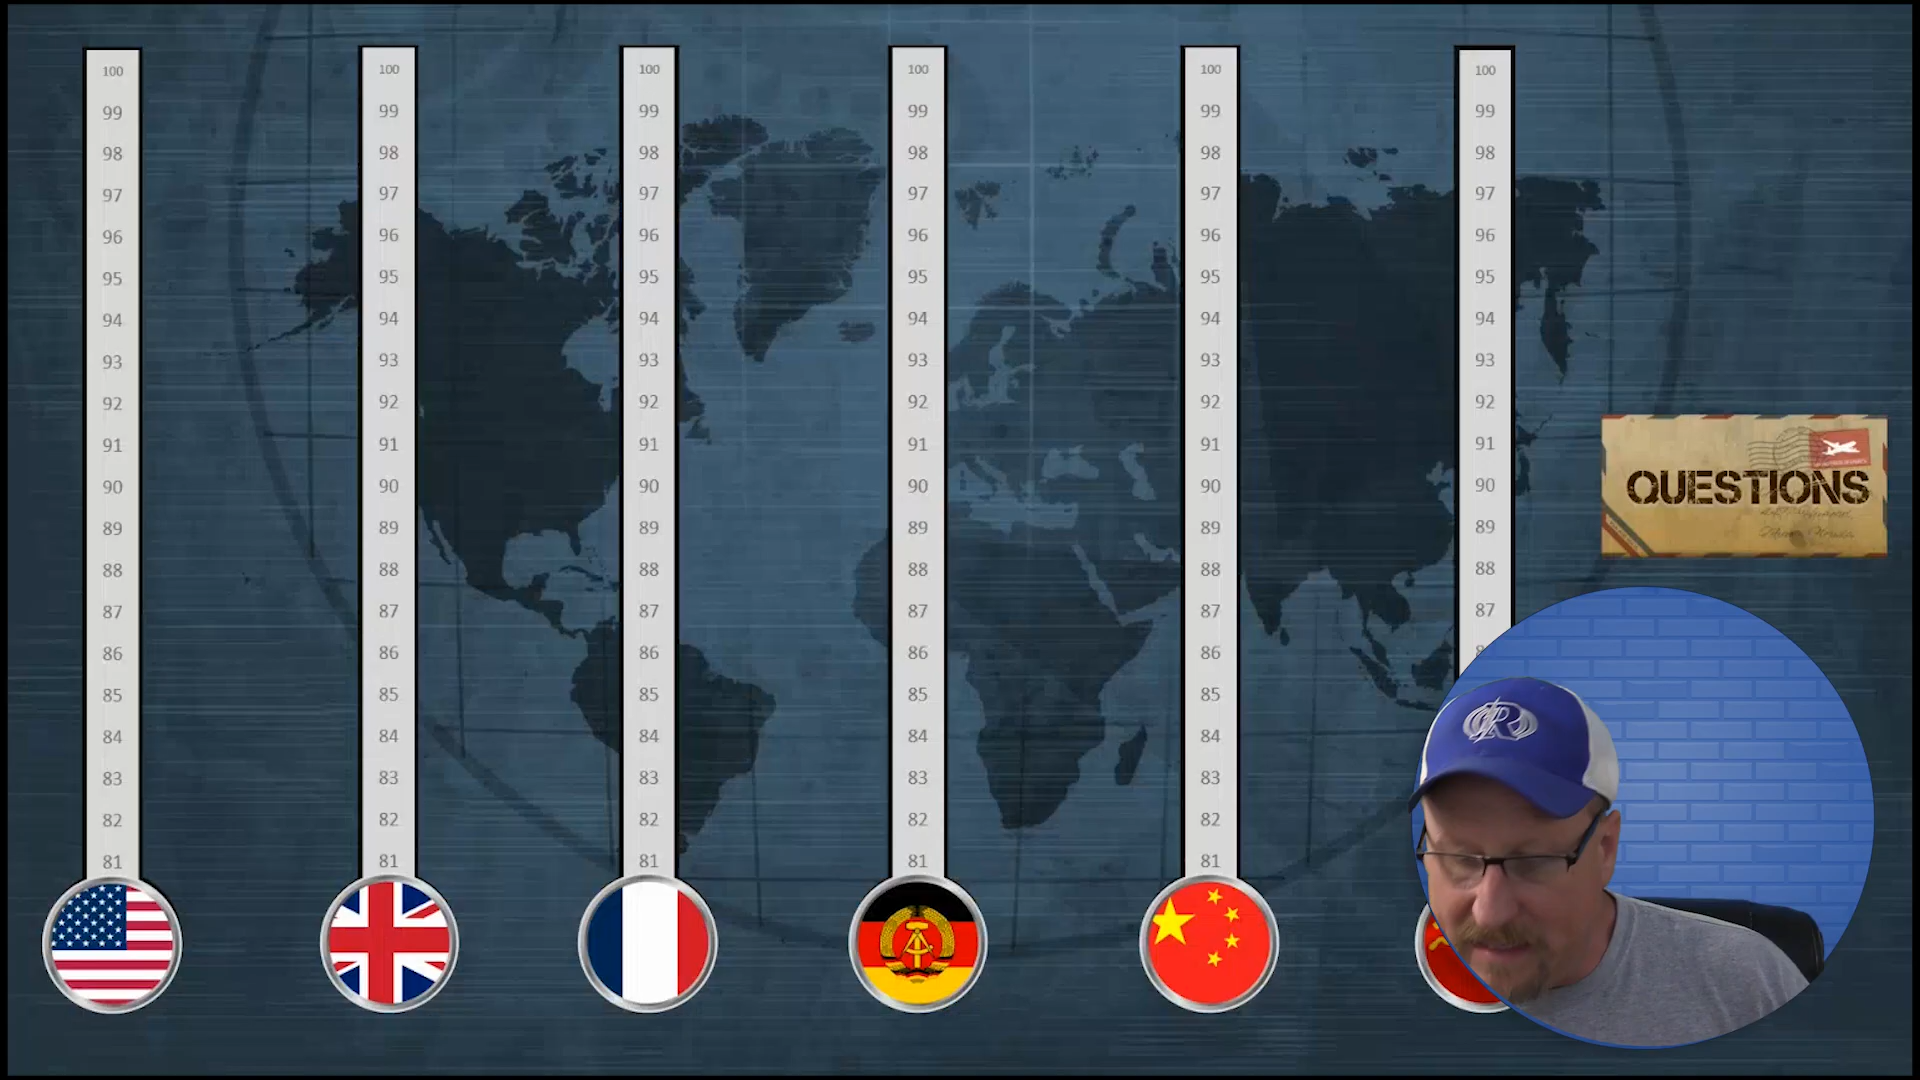 100 100 100 100 100 100
99 99 99 99 99 99
98 98 98 98 98 98
97 97 97 97 97 97
96 96 96 96 96 96
95 95 95 95 95 95
94 94 94 94 94 94
93 93 93 93 93 93
92 92 92 92 92 92
91 91 91 91 91 91
90 90 90 90 90 90
QUESTIONS
89 89 89 89 89 89
88 88 88 88 88 88
87 87 87 87 87 87
86 86 86 86 86
85 85 85 85 85
84 84 84 84 84
83 83 83 83 83
82 82 82 82 82
81 81 81 81 81
R